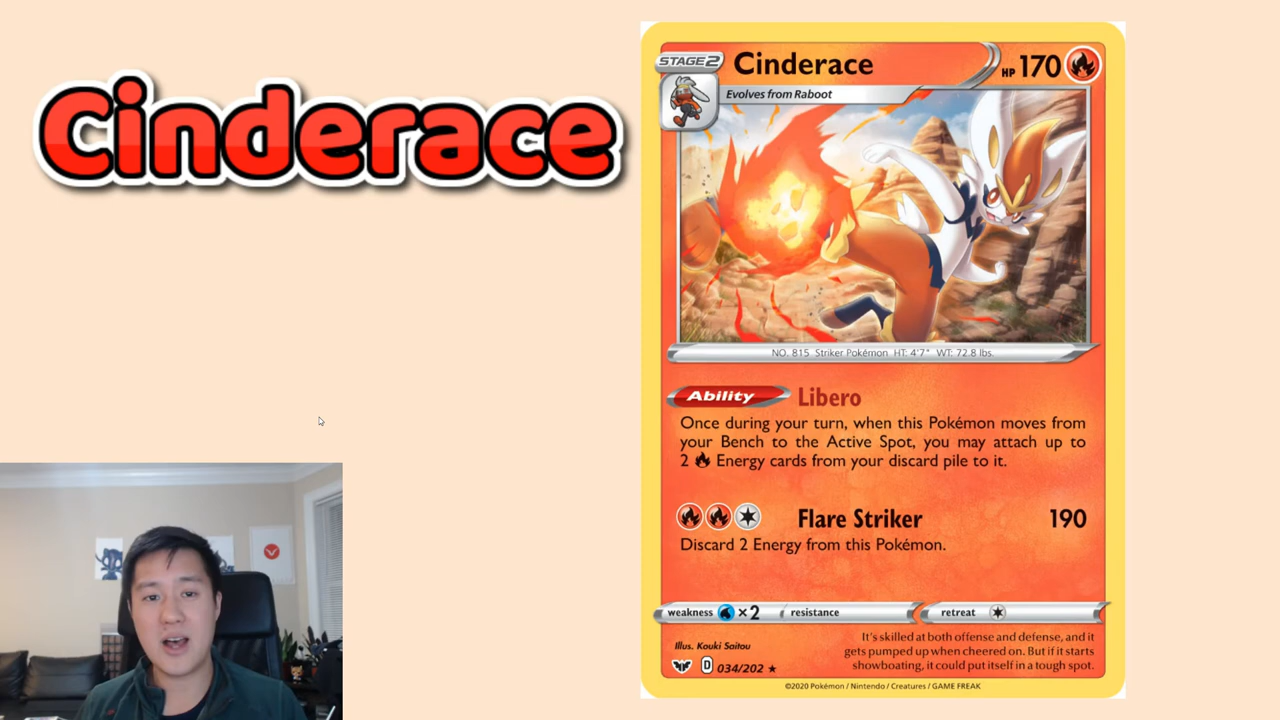 Cinderace
STAGE2 Cinderace HP 170
Evolves from Raboot
NO. 815 Striker Pokémon HT: 4'7" WT: 72.8 lbs.
Ability Libero
Once during your turn, when this Pokémon moves from
your Bench to the Active Spot, you may attach up to
2 Energy cards from your discard pile to it.
Flare Striker 190
Discard 2 Energy from this Pokémon.
weakness ×2 resistance retreat
Illus. Kouki Saitou
D 034/202 ★
It's skilled at both offense and defense, and it
gets pumped up when cheered on. But if it starts
showboating, it could put itself in a tough spot.
©2020 Pokémon / Nintendo / Creatures / GAME FREAK